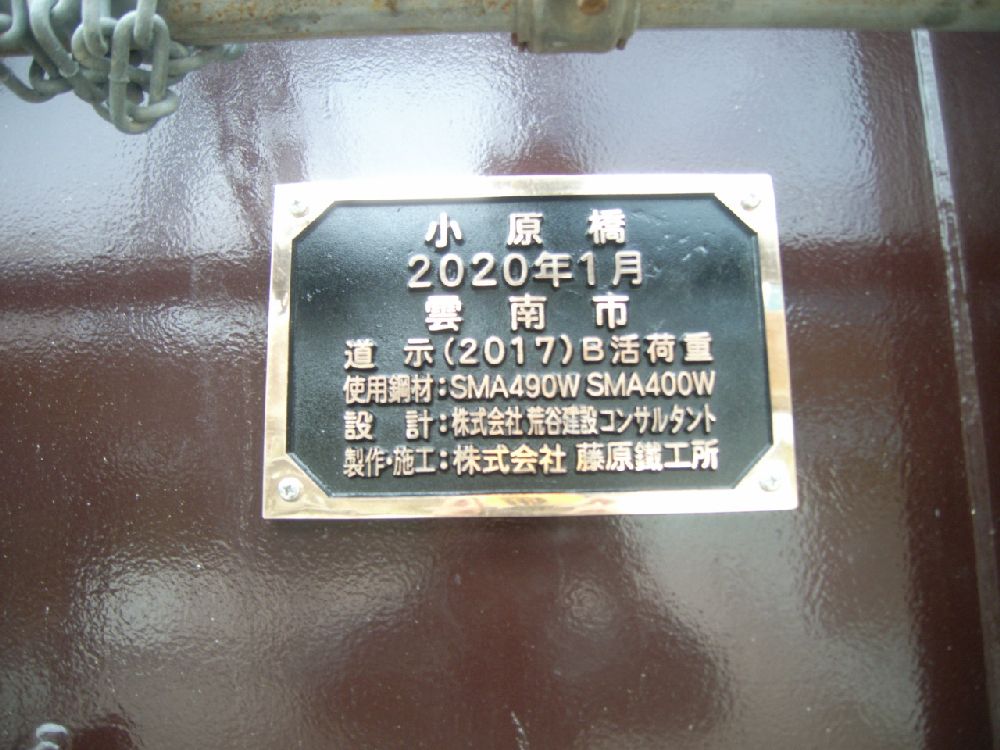 小原橋
2020年1月
雲南市
道示(2017)B活荷重
使用鋼材:SMA490W SMA400W
設計:株式会社 荒谷建設コンサルタント
製作・施工:株式会社 藤原鐵工所